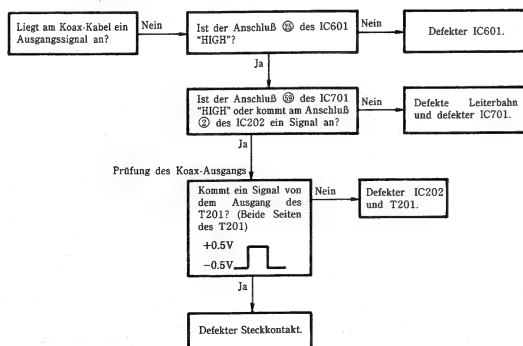 Liegt am Koax-Kabel ein
Ausgangssignal an?
Nein
Ist der Anschluß ㉕ des IC601
"HIGH"?
Nein
Defekter IC601.
Ja
Ist der Anschluß 59 des IC701
"HIGH" oder kommt am Anschluß
② des IC202 ein Signal an?
Nein
Defekte Leiterbahn
und defekter IC701.
Ja
Prüfung des Koax-Ausgangs
Kommt ein Signal von
dem Ausgang des
T201? (Beide Seiten
des T201)
+0.5V
−0.5V
Nein
Defekter IC202
und T201.
Ja
Defekter Steckkontakt.